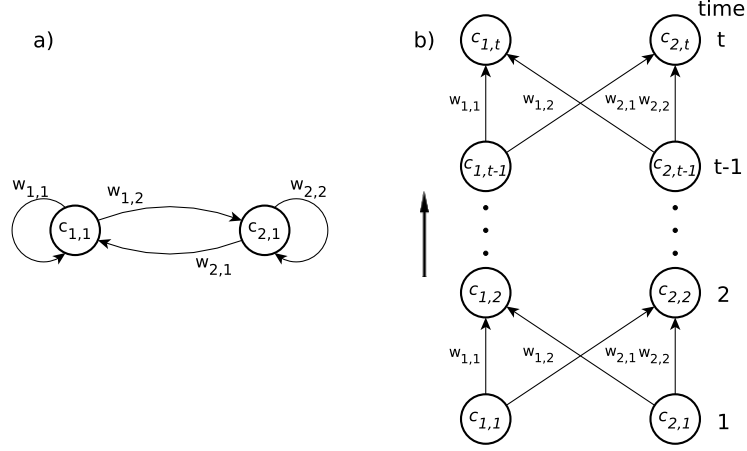 time
a)
b)
c1,t
c2,t
t
w1,1
w1,2
w2,1
w2,2
c1,t-1
c2,t-1
t-1
w1,1
w1,2
w2,2
c1,1
c2,1
w2,1
c1,2
c2,2
2
w1,1
w1,2
w2,1
w2,2
c1,1
c2,1
1